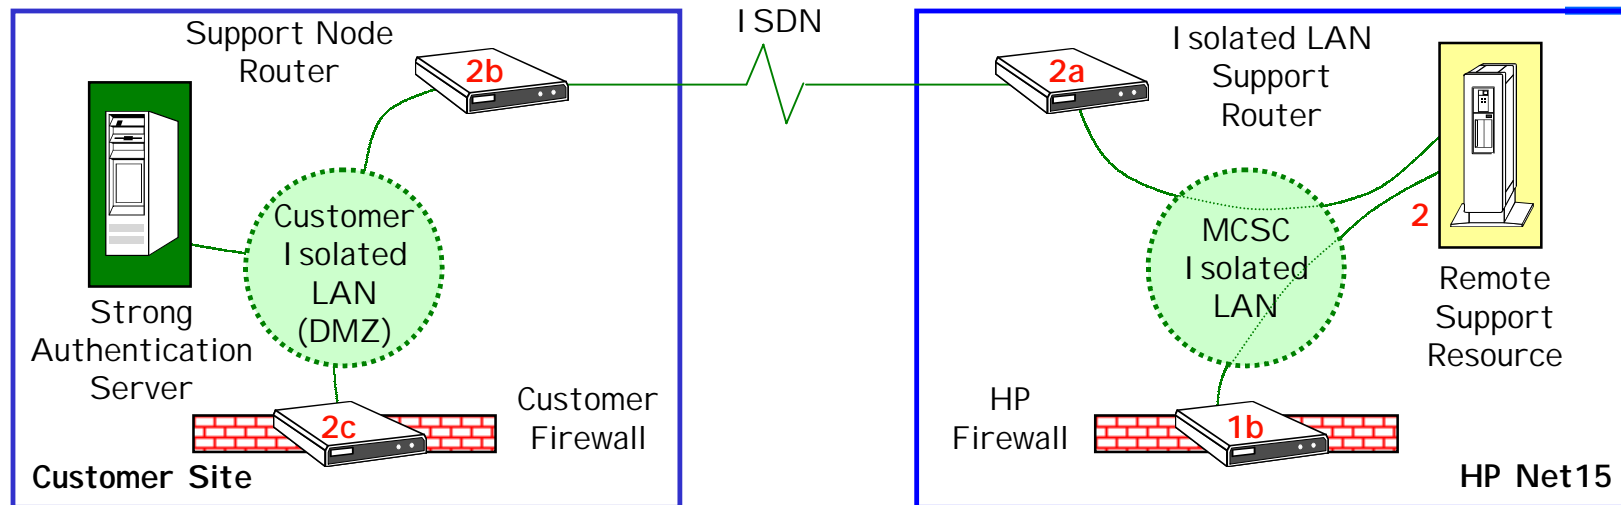 Support Node
Router
2b
ISDN
2a
Isolated LAN
Support
Router
Customer
Isolated
LAN
(DMZ)
MCSC
Isolated
LAN
2
Strong
Authentication
Server
Remote
Support
Resource
2c
Customer
Firewall
HP
Firewall
1b
Customer Site
HP Net15